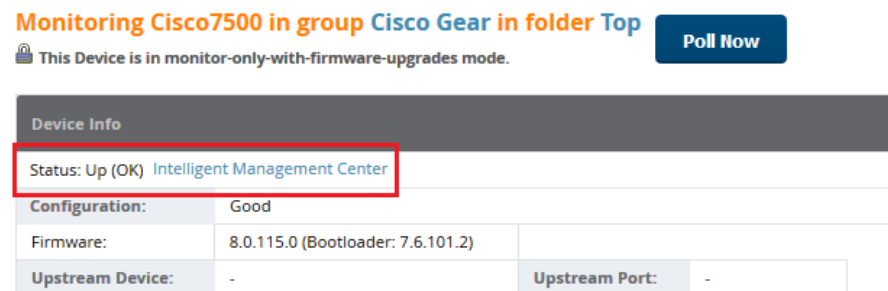 Monitoring Cisco7500 in group Cisco Gear in folder Top
Poll Now
This Device is in monitor-only-with-firmware-upgrades mode.
Device Info
Status: Up (OK) Intelligent Management Center
Configuration: Good
Firmware: 8.0.115.0 (Bootloader: 7.6.101.2)
Upstream Device: - Upstream Port: -